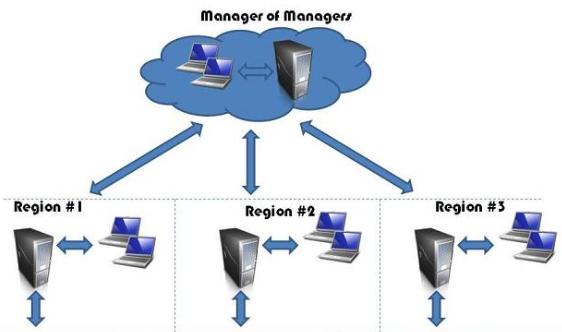 Manager of Managers
Region #1
Region #2
Region #3